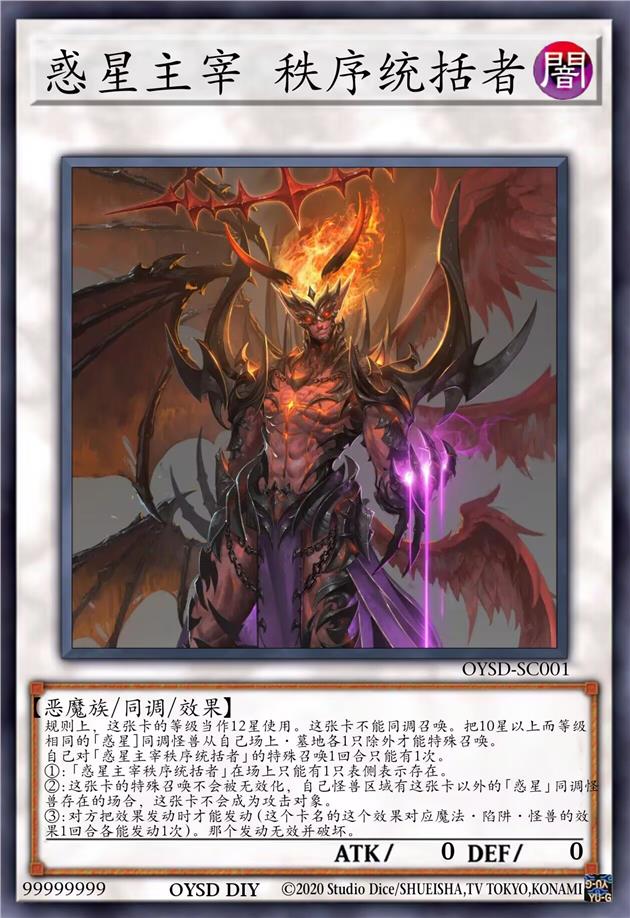 惑星主宰 秩序统括者
闇
OYSD-SC001
【恶魔族/同调/效果】
规则上，这张卡的等级当作12星使用。这张卡不能同调召唤。把10星以上而等级
相同的「惑星」同调怪兽从自己场上·墓地各1只除外才能特殊召唤。
自己对「惑星主宰秩序统括者」的特殊召唤1回合只能有1次。
①:「惑星主宰秩序统括者」在场上只能有1只表侧表示存在。
②:这张卡的特殊召唤不会被无效化，自己怪兽区域有这张卡以外的「惑星」同调怪
兽存在的场合，这张卡不会成为攻击对象。
③:对方把效果发动时才能发动(这个卡名的这个效果对应魔法·陷阱·怪兽的效
果1回合各能发动1次)。那个发动无效并破坏。
ATK/ 0 DEF/ 0
99999999 OYSD DIY ©2020 Studio Dice/SHUEISHA,TV TOKYO,KONAMI
YU-G